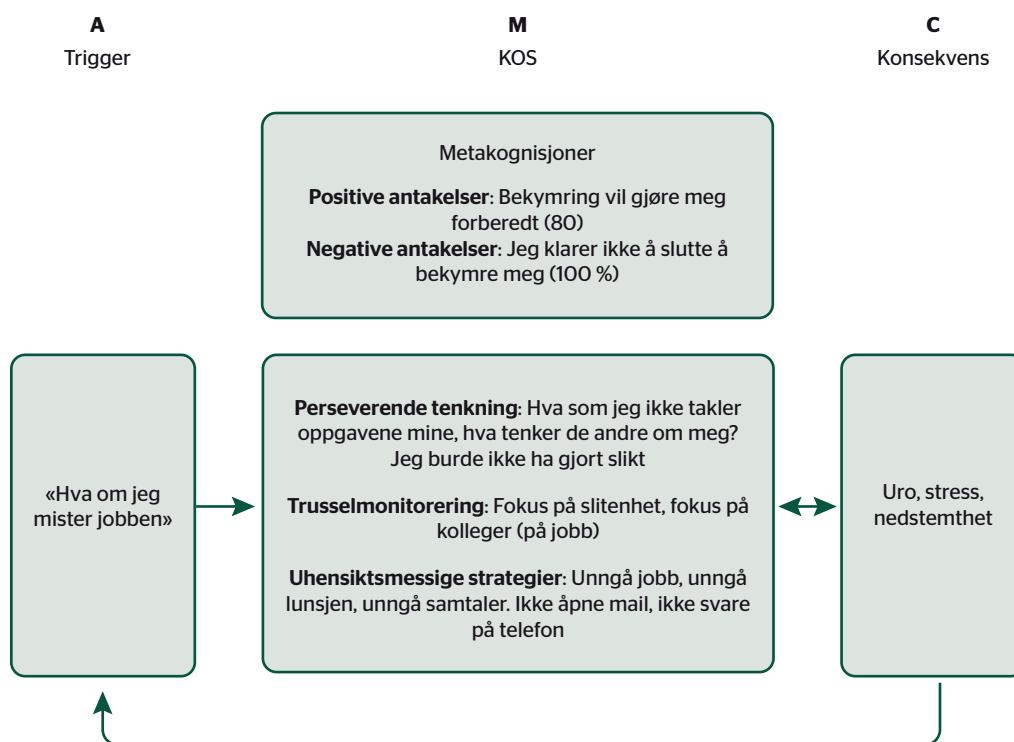 A
Trigger
M
KOS
C
Konsekvens
Metakognisjoner
Positive antakelser: Bekymring vil gjøre meg
forberedt (80)
Negative antakelser: Jeg klarer ikke å slutte å
bekymre meg (100 %)
«Hva om jeg
mister jobben»
Perseverende tenkning: Hva som jeg ikke takler
oppgavene mine, hva tenker de andre om meg?
Jeg burde ikke ha gjort slikt
Trusselmonitorering: Fokus på slitenhet, fokus på
kolleger (på jobb)
Uhensiktsmessige strategier: Unngå jobb, unngå
lunsjen, unngå samtaler. Ikke åpne mail, ikke svare
på telefon
Uro, stress,
nedstemthet